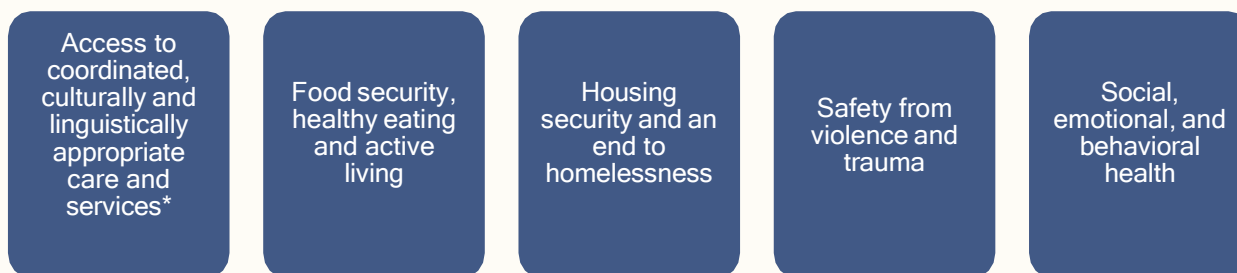 Access to
coordinated,
culturally and
linguistically
appropriate
care and
services*
Food security,
healthy eating
and active
living
Housing
security and an
end to
homelessness
Safety from
violence and
trauma
Social,
emotional, and
behavioral
health